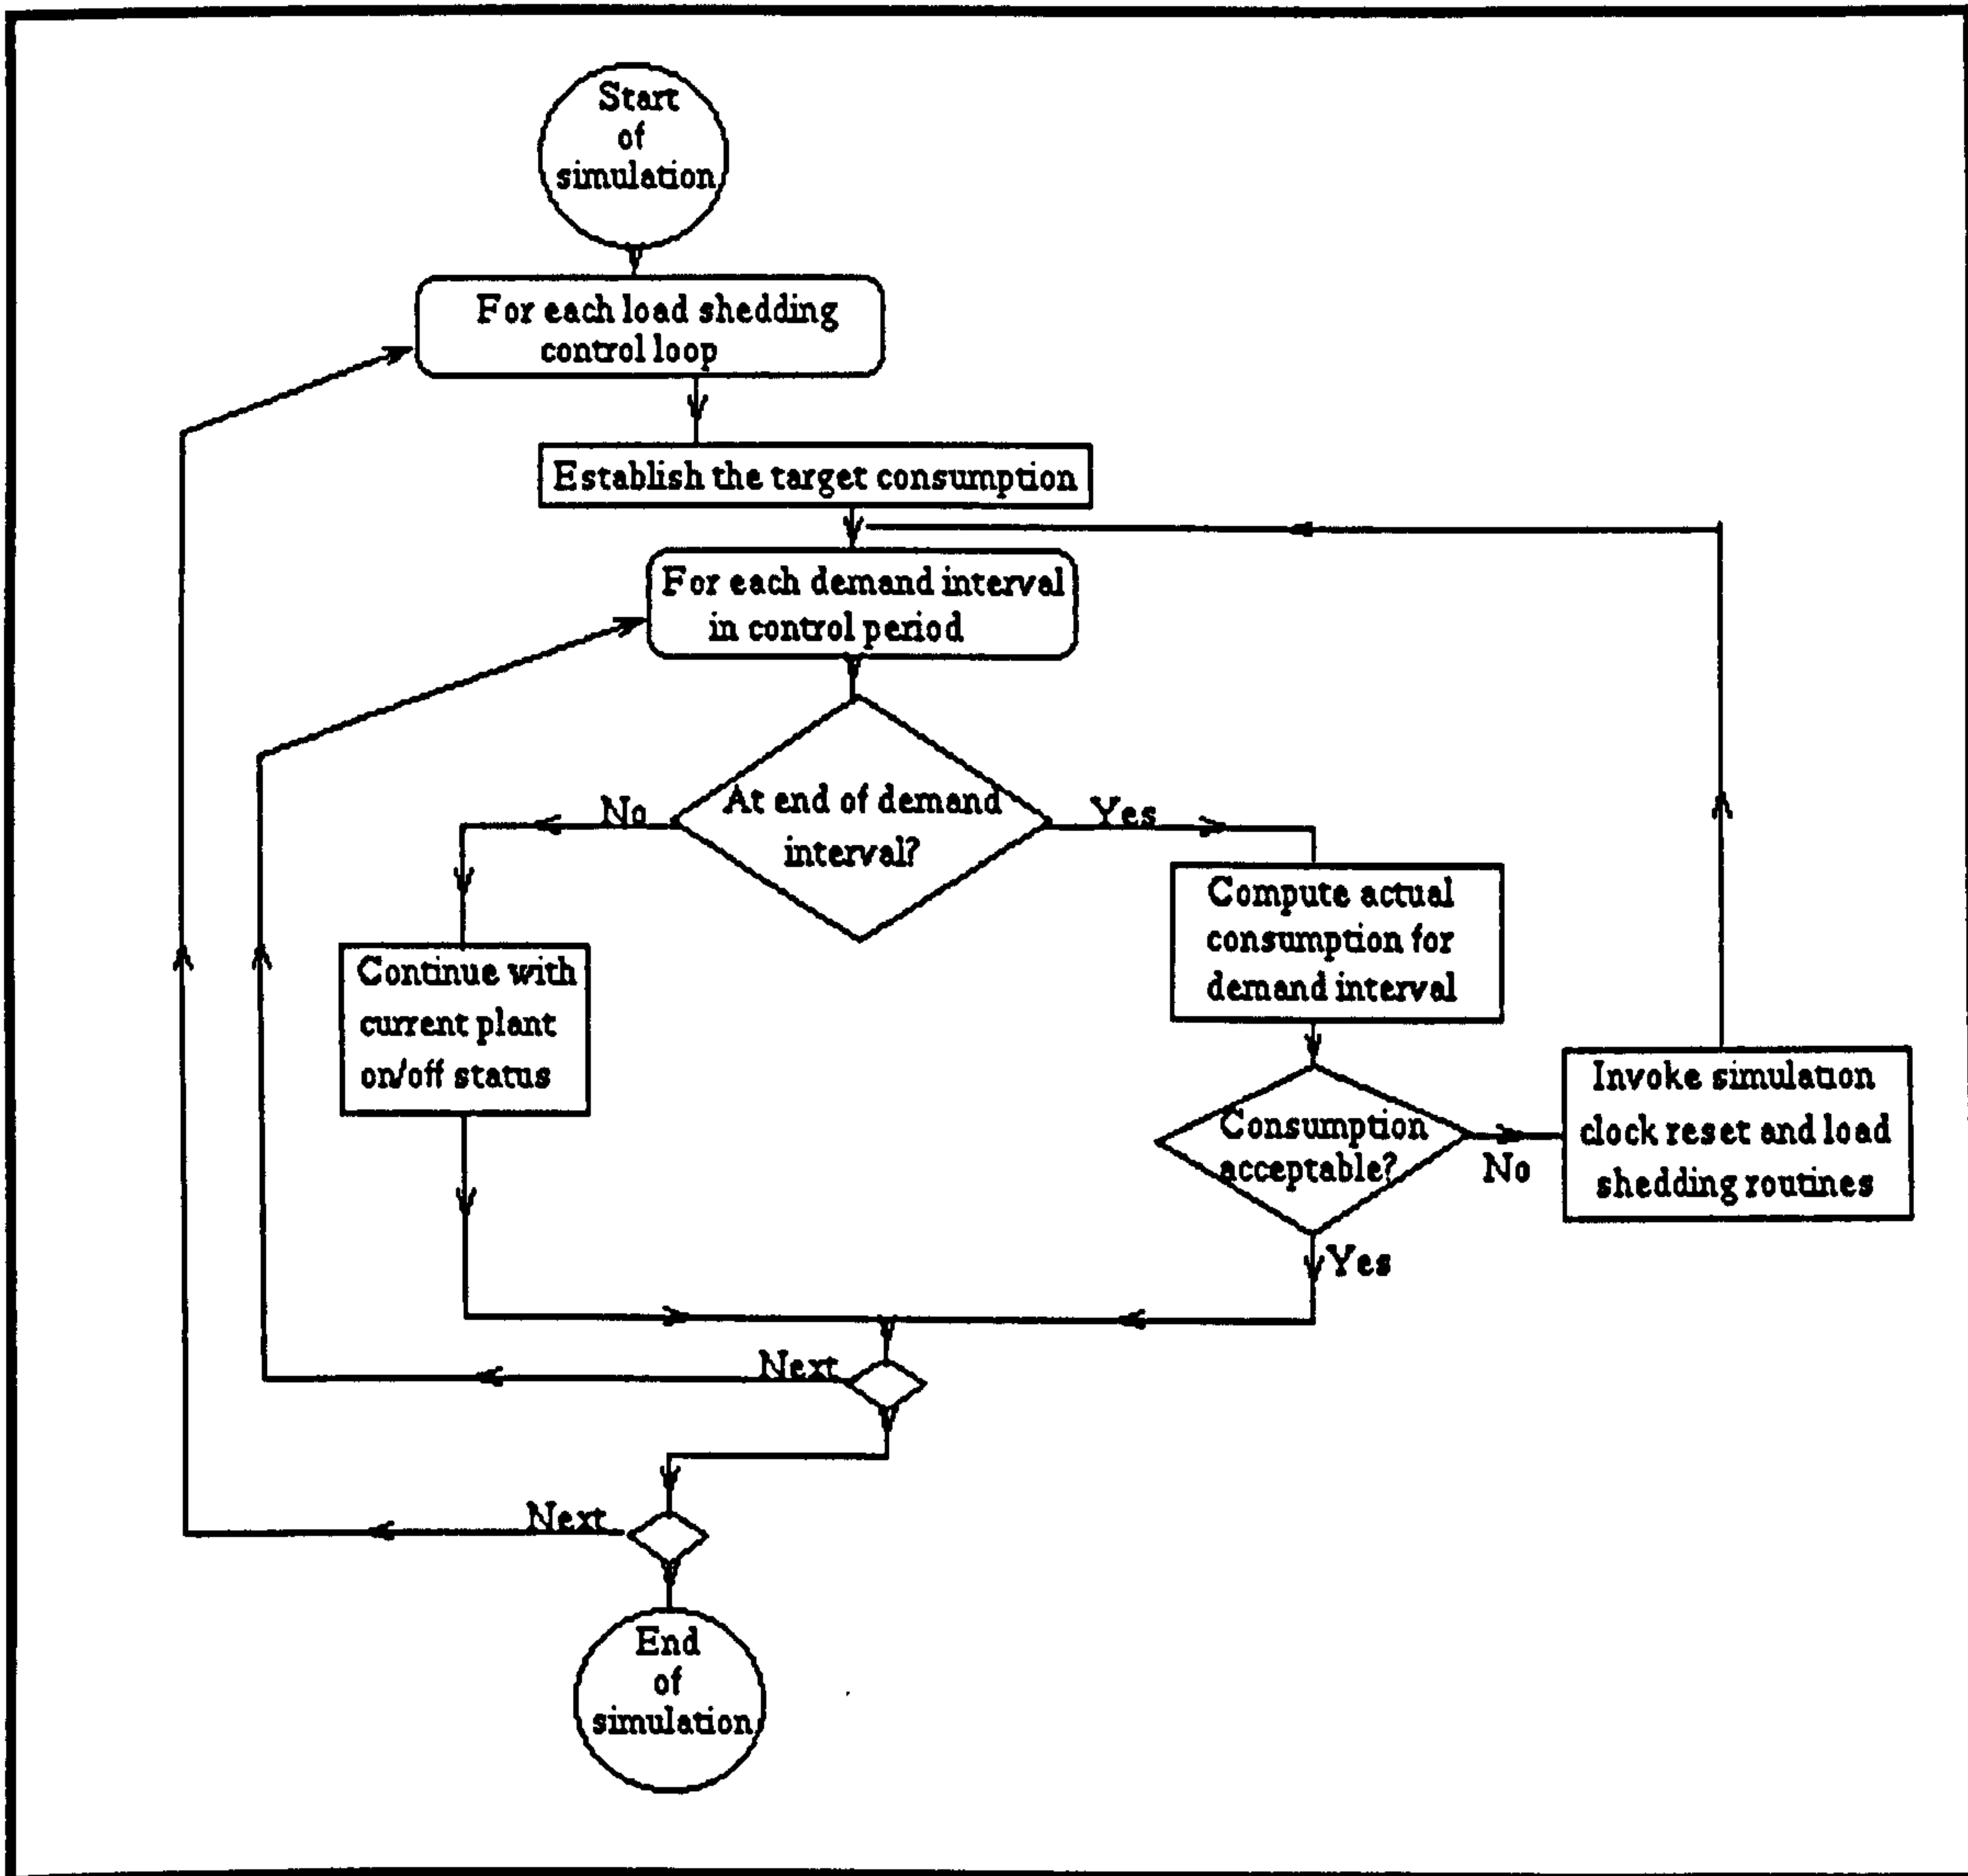 Start
of
simulation
For each load shedding
control loop
Establish the target consumption
For each demand interval
in control period
At end of demand
interval?
No
Yes
Continue with
current plant
on/off status
Compute actual
consumption for
demand interval
Consumption
acceptable?
No
Yes
Invoke simulation
clock reset and load
shedding routines
Next
Next
End
of
simulation